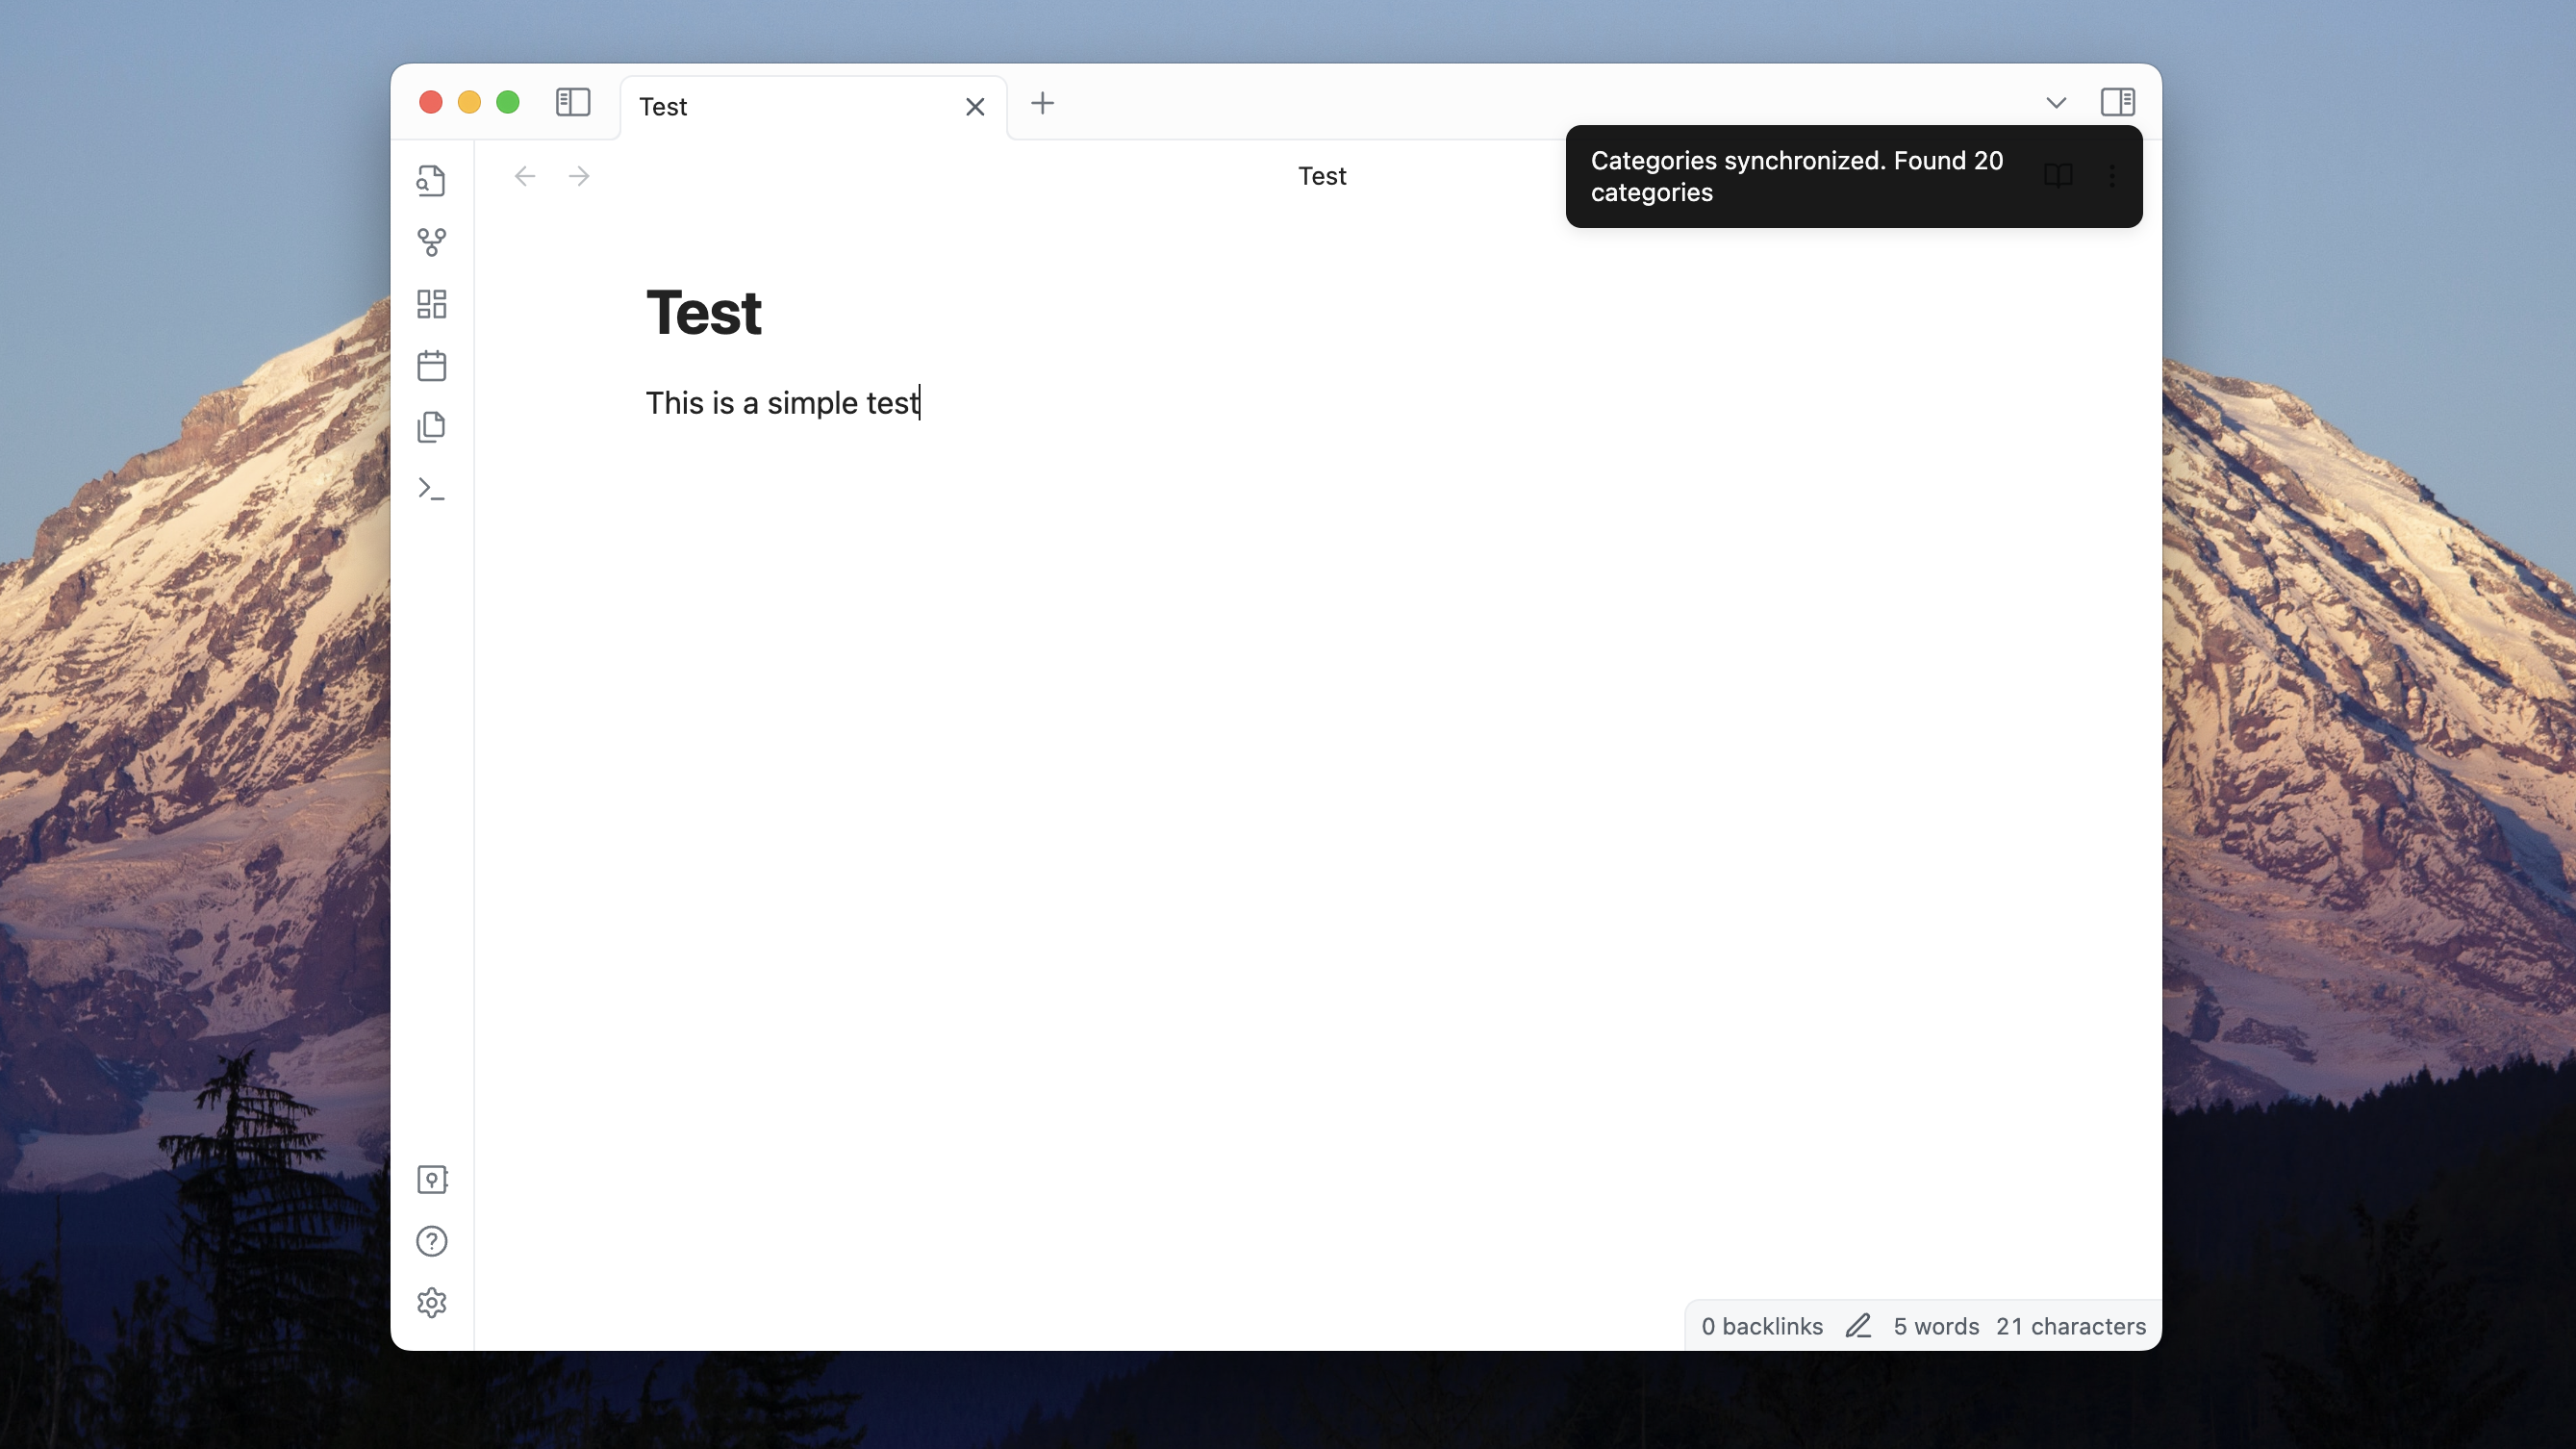 Test
Test
Categories synchronized. Found 20
categories
Test
This is a simple test
0 backlinks 5 words 21 characters